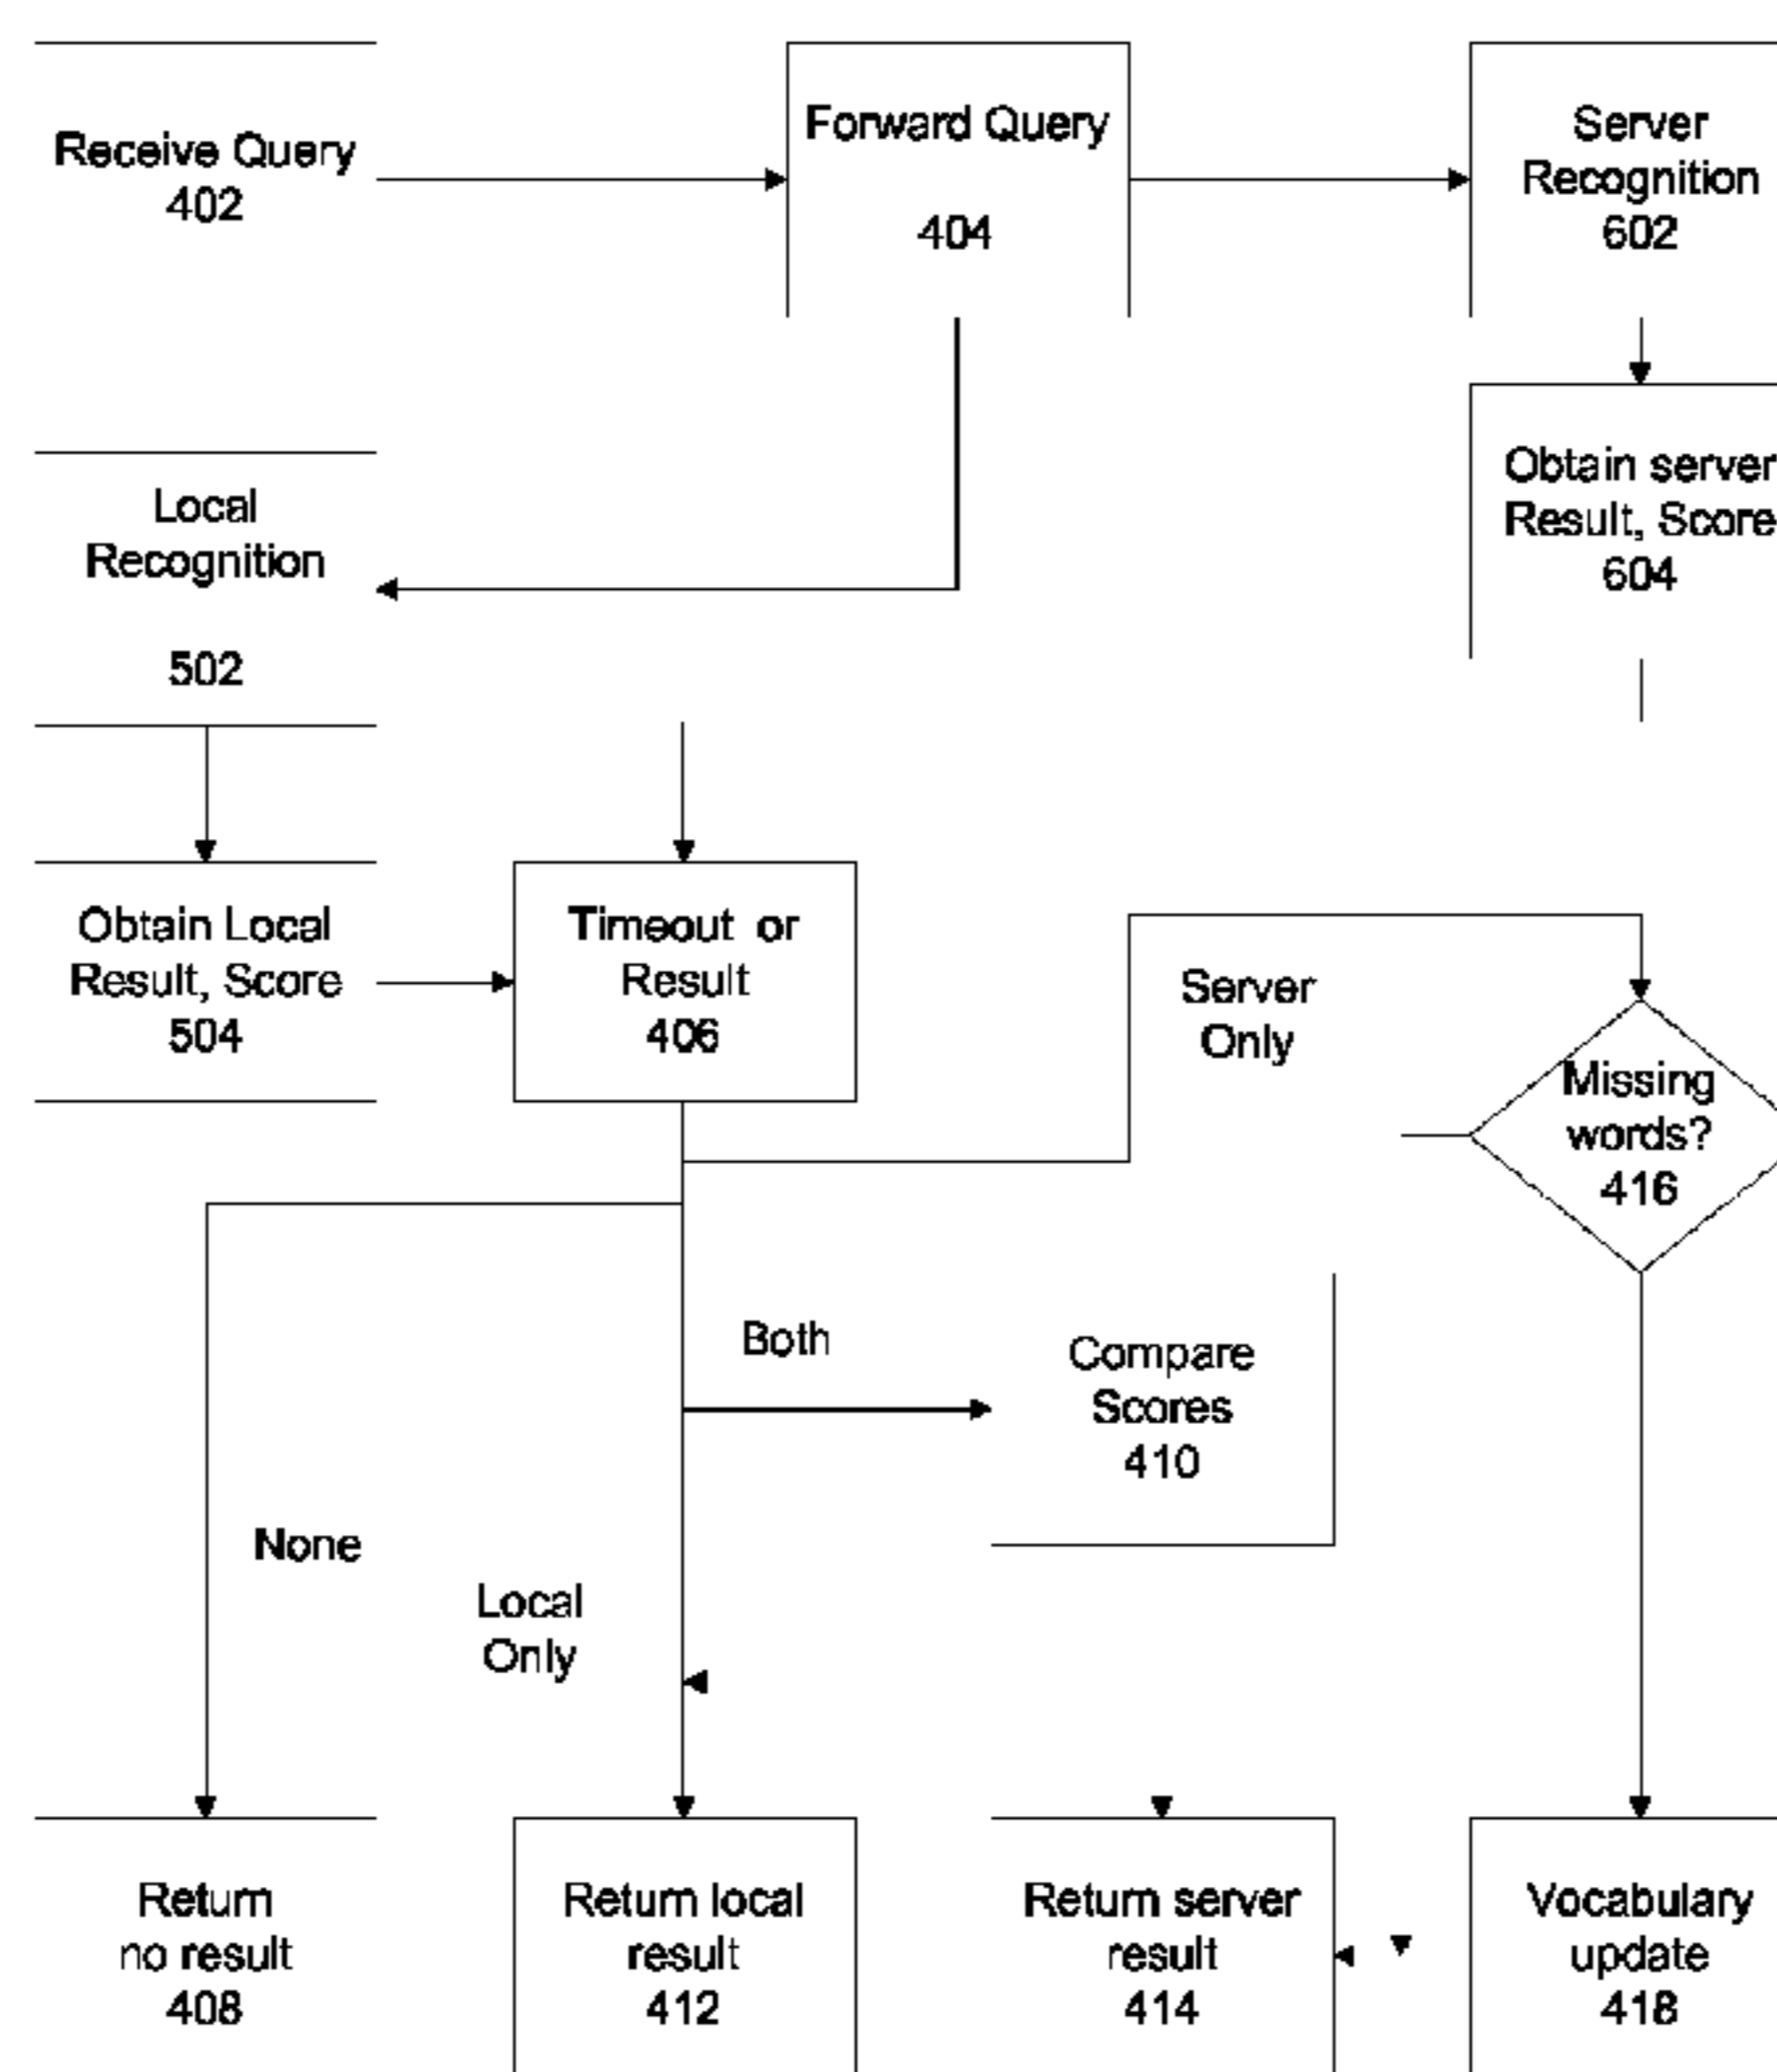 Receive Query
402
Forward Query
404
Server
Recognition
602
Local
Recognition
502
Obtain server
Result, Score
604
Obtain Local
Result, Score
504
Timeout or
Result
406
Server
Only
Missing
words?
416
Both
Compare
Scores
410
None
Local
Only
Return
no result
408
Return local
result
412
Return server
result
414
Vocabulary
update
418